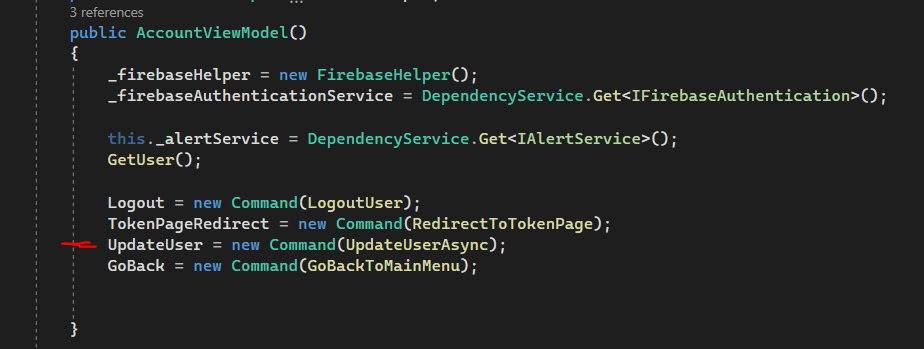 3 references
public AccountViewModel()
{
_firebaseHelper = new FirebaseHelper();
_firebaseAuthenticationService = DependencyService.Get<IFirebaseAuthentication>();
this._alertService = DependencyService.Get<IAlertService>();
GetUser();
Logout = new Command(LogoutUser);
TokenPageRedirect = new Command(RedirectToTokenPage);
UpdateUser = new Command(UpdateUserAsync);
GoBack = new Command(GoBackToMainMenu);
}